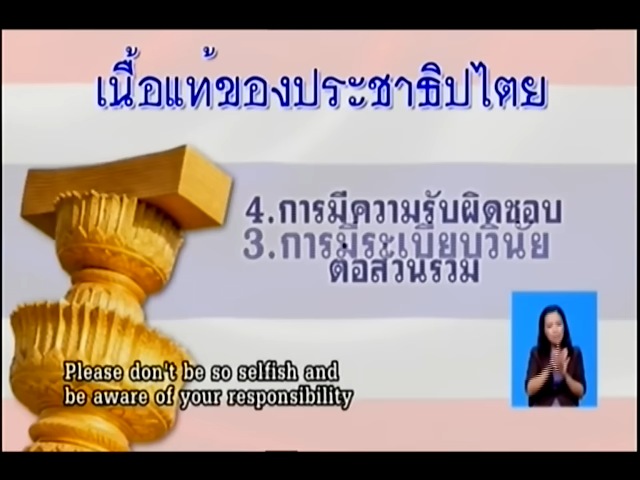 เนื้อแท้ของประชาธิปไตย
4.การมีความรับผิดชอบ
3.การมีระเบียบวินัย
ต่อส่วนรวม
Please don't be so selfish and
be aware of your responsibility